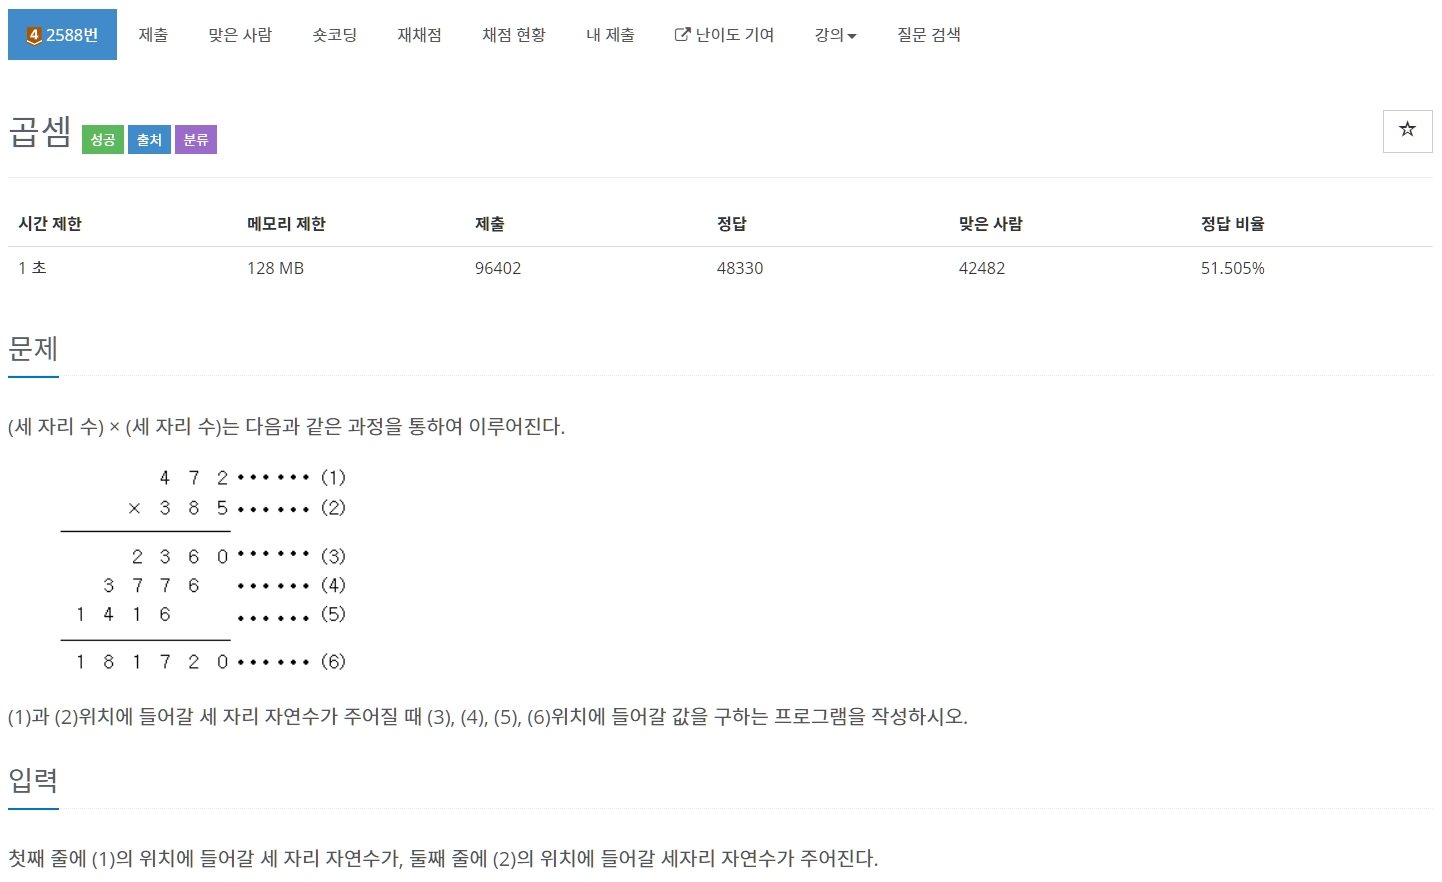 4 2588번 제출 맞은 사람 숏코딩 재채점 채점 현황 내 제출 난이도 기여 강의 질문 검색
곱셈 성공 출처 분류
시간 제한 메모리 제한 제출 정답 맞은 사람 정답 비율
1 초 128 MB 96402 48330 42482 51.505%
문제
(세 자리 수) × (세 자리 수)는 다음과 같은 과정을 통하여 이루어진다.
4 7 2 •••••• (1)
× 3 8 5 •••••• (2)
2 3 6 0 •••••• (3)
3 7 7 6 •••••• (4)
1 4 1 6 •••••• (5)
1 8 1 7 2 0 •••••• (6)
(1)과 (2)위치에 들어갈 세 자리 자연수가 주어질 때 (3), (4), (5), (6)위치에 들어갈 값을 구하는 프로그램을 작성하시오.
입력
첫째 줄에 (1)의 위치에 들어갈 세 자리 자연수가, 둘째 줄에 (2)의 위치에 들어갈 세자리 자연수가 주어진다.